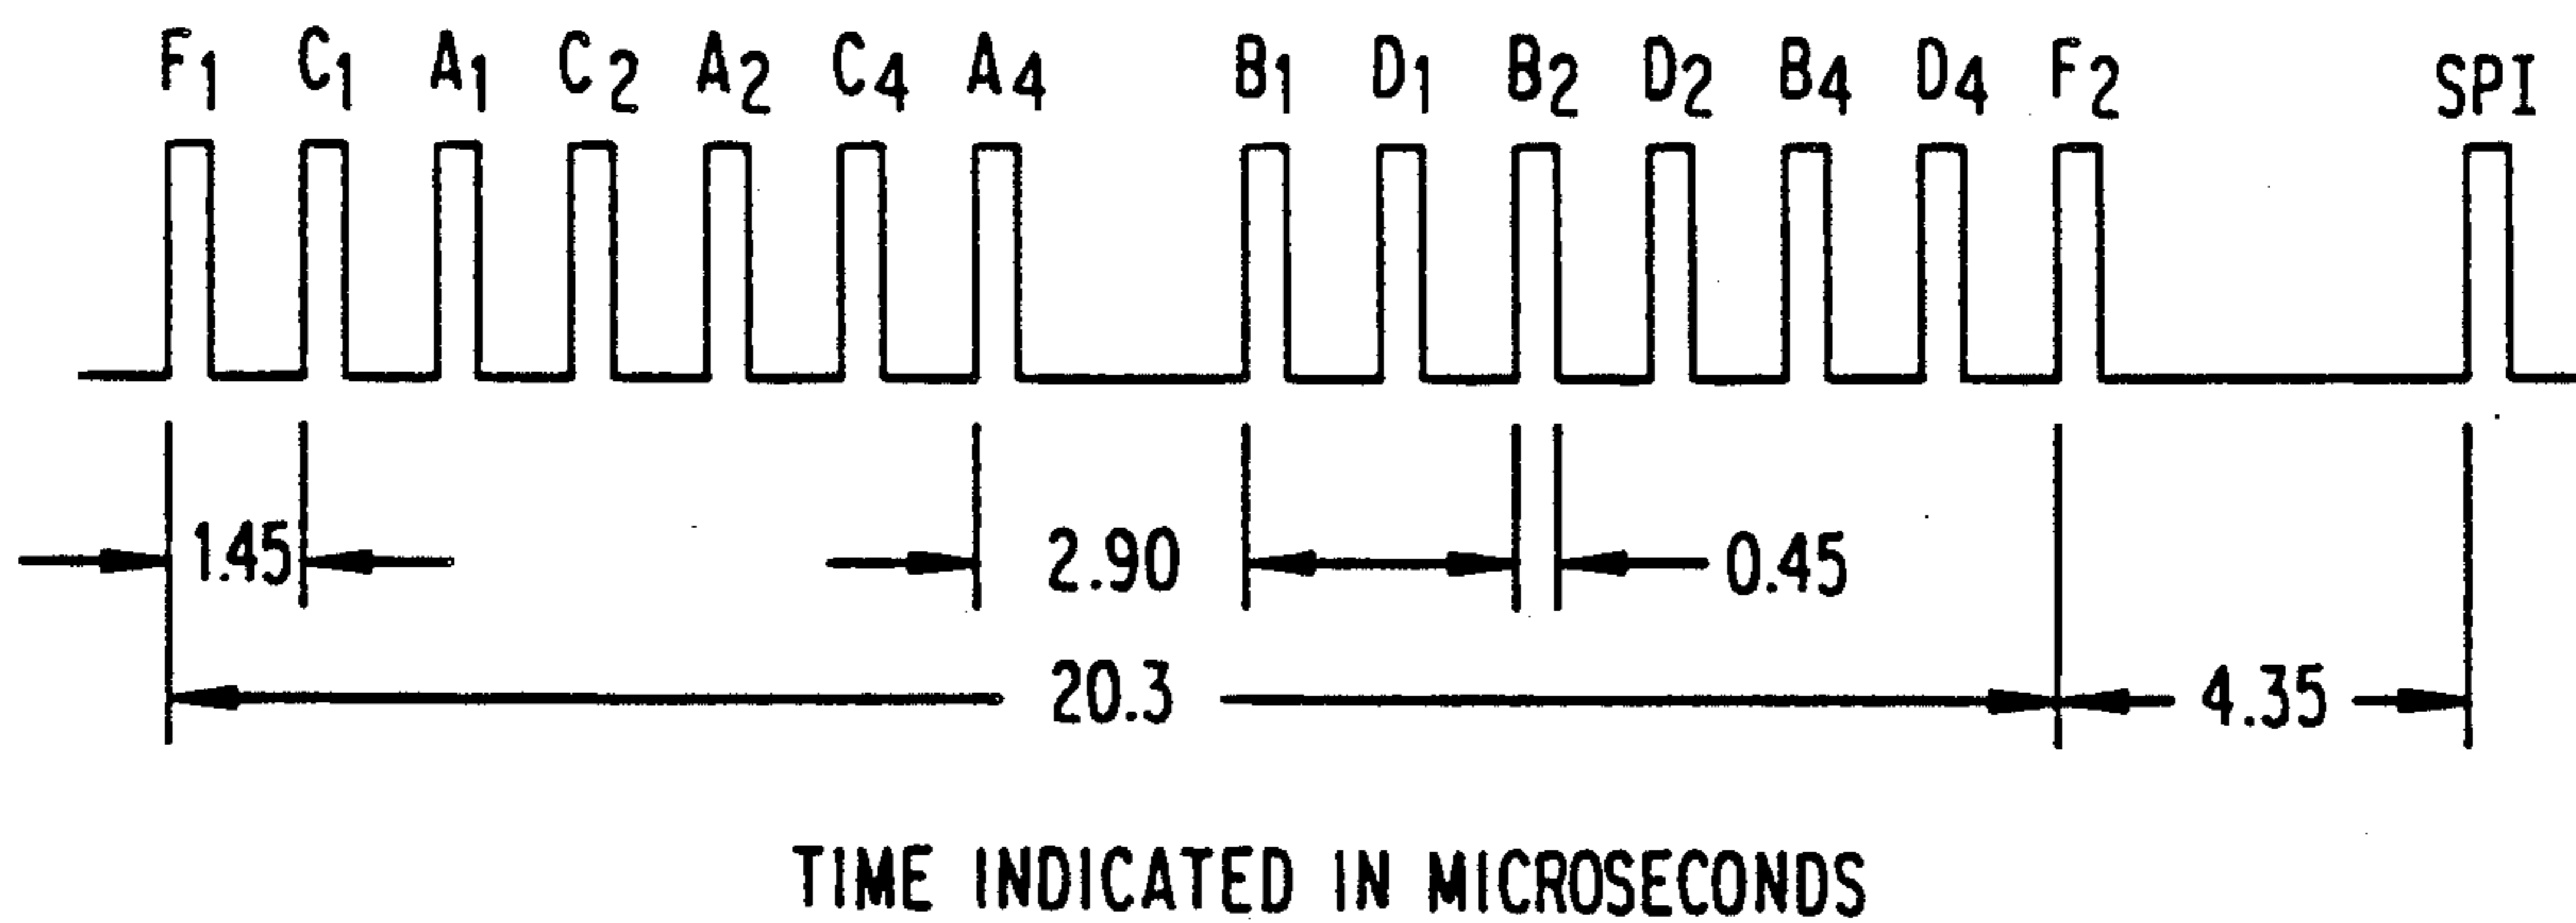 F1 C1 A1 C2 A2 C4 A4 B1 D1 B2 D2 B4 D4 F2 SPI
1.45 2.90 0.45
20.3 4.35
TIME INDICATED IN MICROSECONDS